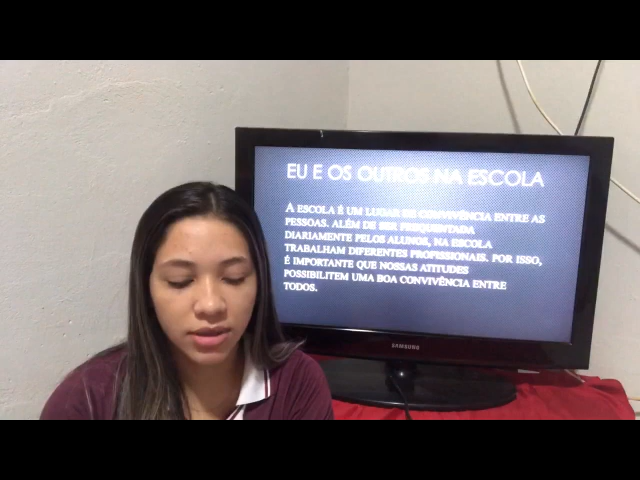 EU E OS OUTROS NA ESCOLA
A ESCOLA É UM LUGAR DE CONVIVÊNCIA ENTRE AS
PESSOAS. ALÉM DE SER FREQUENTADA
DIARIAMENTE PELOS ALUNOS, NA ESCOLA
TRABALHAM DIFERENTES PROFISSIONAIS. POR ISSO,
É IMPORTANTE QUE NOSSAS ATITUDES
POSSIBILITEM UMA BOA CONVIVÊNCIA ENTRE
TODOS.
SAMSUNG